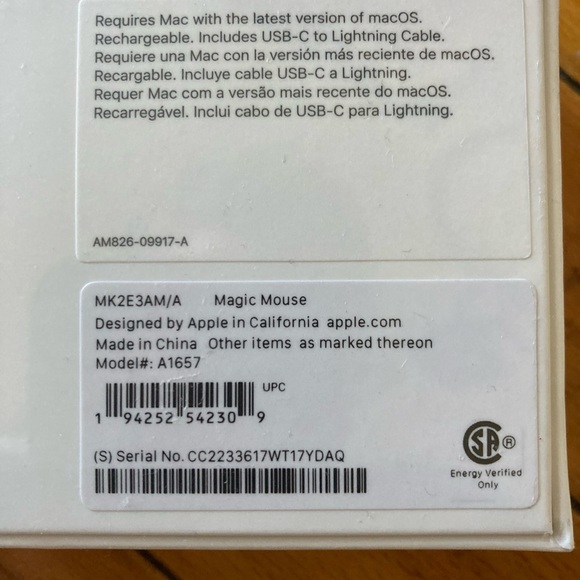 Requires Mac with the latest version of macOS.
Rechargeable. Includes USB-C to Lightning Cable.
Requiere una Mac con la versión más reciente de macOS.
Recargable. Incluye cable USB-C a Lightning.
Requer Mac com a versão mais recente do macOS.
Recarregável. Inclui cabo de USB-C para Lightning.
AM826-09917-A
MK2E3AM/A Magic Mouse
Designed by Apple in California apple.com
Made in China Other items as marked thereon
Model#: A1657
UPC
1 94252 54230 9
(S) Serial No. CC2233617WT17YDAQ
SA ®
Energy Verified
Only